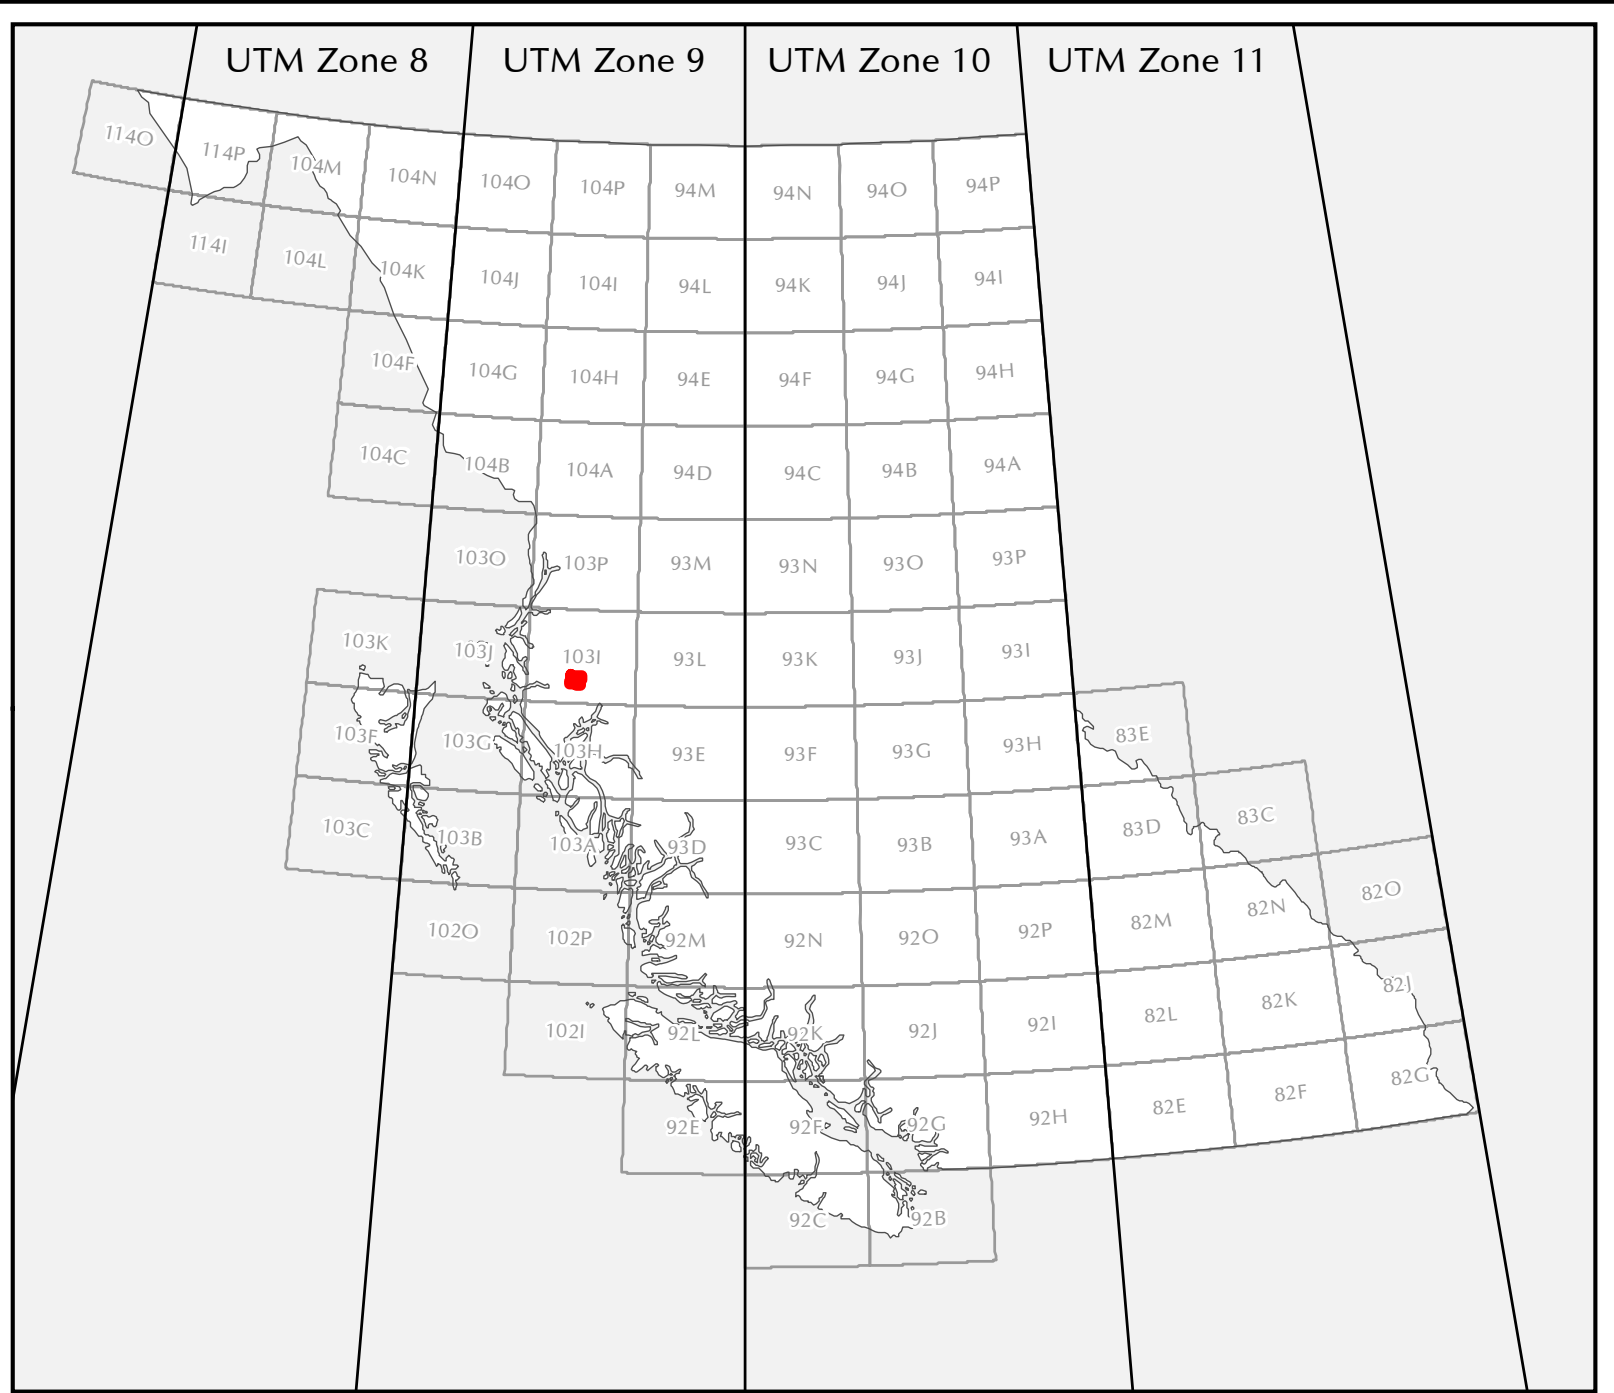 UTM Zone 8 UTM Zone 9 UTM Zone 10 UTM Zone 11
114O 114P 104M 104N 104O 104P 94M 94N 94O 94P
114I 104L 104K 104J 104I 94L 94K 94J 94I
104F 104G 104H 94E 94F 94G 94H
104C 104B 104A 94D 94C 94B 94A
103O 103P 93M 93N 93O 93P
103K 103J 103I 93L 93K 93J 93I
103F 103G 103H 93E 93F 93G 93H 83E
103C 103B 103A 93D 93C 93B 93A 83D 83C
102O 102P 92M 92N 92O 92P 82M 82N 82O
102I 92L 92K 92J 92I 82L 82K 82J
92E 92F 92G 92H 82E 82F 82G
92C 92B